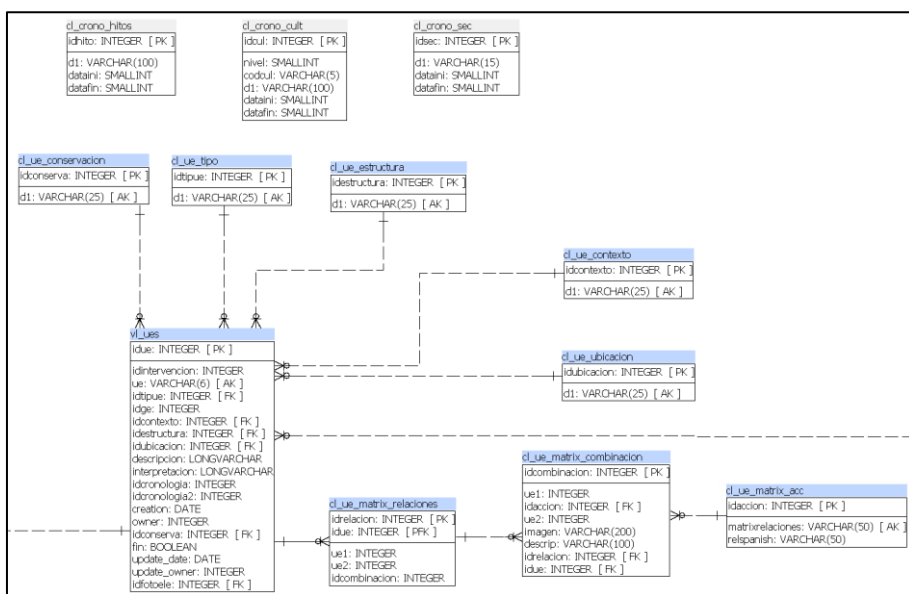 cl_crono_hitos
idhito: INTEGER [ PK ]
d1: VARCHAR(100)
dataini: SMALLINT
datafin: SMALLINT
cl_crono_cult
idcul: INTEGER [ PK ]
nivel: SMALLINT
codcul: VARCHAR(5)
d1: VARCHAR(100)
dataini: SMALLINT
datafin: SMALLINT
cl_crono_sec
idsec: INTEGER [ PK ]
d1: VARCHAR(15)
dataini: SMALLINT
datafin: SMALLINT
cl_ue_conservacion
idconserva: INTEGER [ PK ]
d1: VARCHAR(25) [ AK ]
cl_ue_tipo
idtipue: INTEGER [ PK ]
d1: VARCHAR(25) [ AK ]
cl_ue_estructura
idestructura: INTEGER [ PK ]
d1: VARCHAR(25) [ AK ]
cl_ue_contexto
idcontexto: INTEGER [ PK ]
d1: VARCHAR(25) [ AK ]
cl_ue_ubicacion
idubicacion: INTEGER [ PK ]
d1: VARCHAR(25) [ AK ]
vl_ues
idue: INTEGER [ PK ]
idintervencion: INTEGER
ue: VARCHAR(6) [ AK ]
idtipue: INTEGER [ FK ]
idge: INTEGER
idcontexto: INTEGER [ FK ]
idestructura: INTEGER [ FK ]
idubicacion: INTEGER [ FK ]
descripcion: LONGVARCHAR
interpretacion: LONGVARCHAR
idcronologia: INTEGER
idcronologia2: INTEGER
creation: DATE
owner: INTEGER
idconserva: INTEGER [ FK ]
fin: BOOLEAN
update_date: DATE
update_owner: INTEGER
idfotoele: INTEGER [ FK ]
cl_ue_matrix_relaciones
idrelacion: INTEGER [ PK ]
idue: INTEGER [ PFK ]
ue1: INTEGER
ue2: INTEGER
idcombinacion: INTEGER
cl_ue_matrix_combinacion
idcombinacion: INTEGER [ PK ]
ue1: INTEGER
idaccion: INTEGER [ FK ]
ue2: INTEGER
imagen: VARCHAR(200)
descrip: VARCHAR(100)
idrelacion: INTEGER [ FK ]
idue: INTEGER [ FK ]
cl_ue_matrix_acc
idaccion: INTEGER [ PK ]
matrixrelaciones: VARCHAR(50) [ AK ]
relspanish: VARCHAR(50)